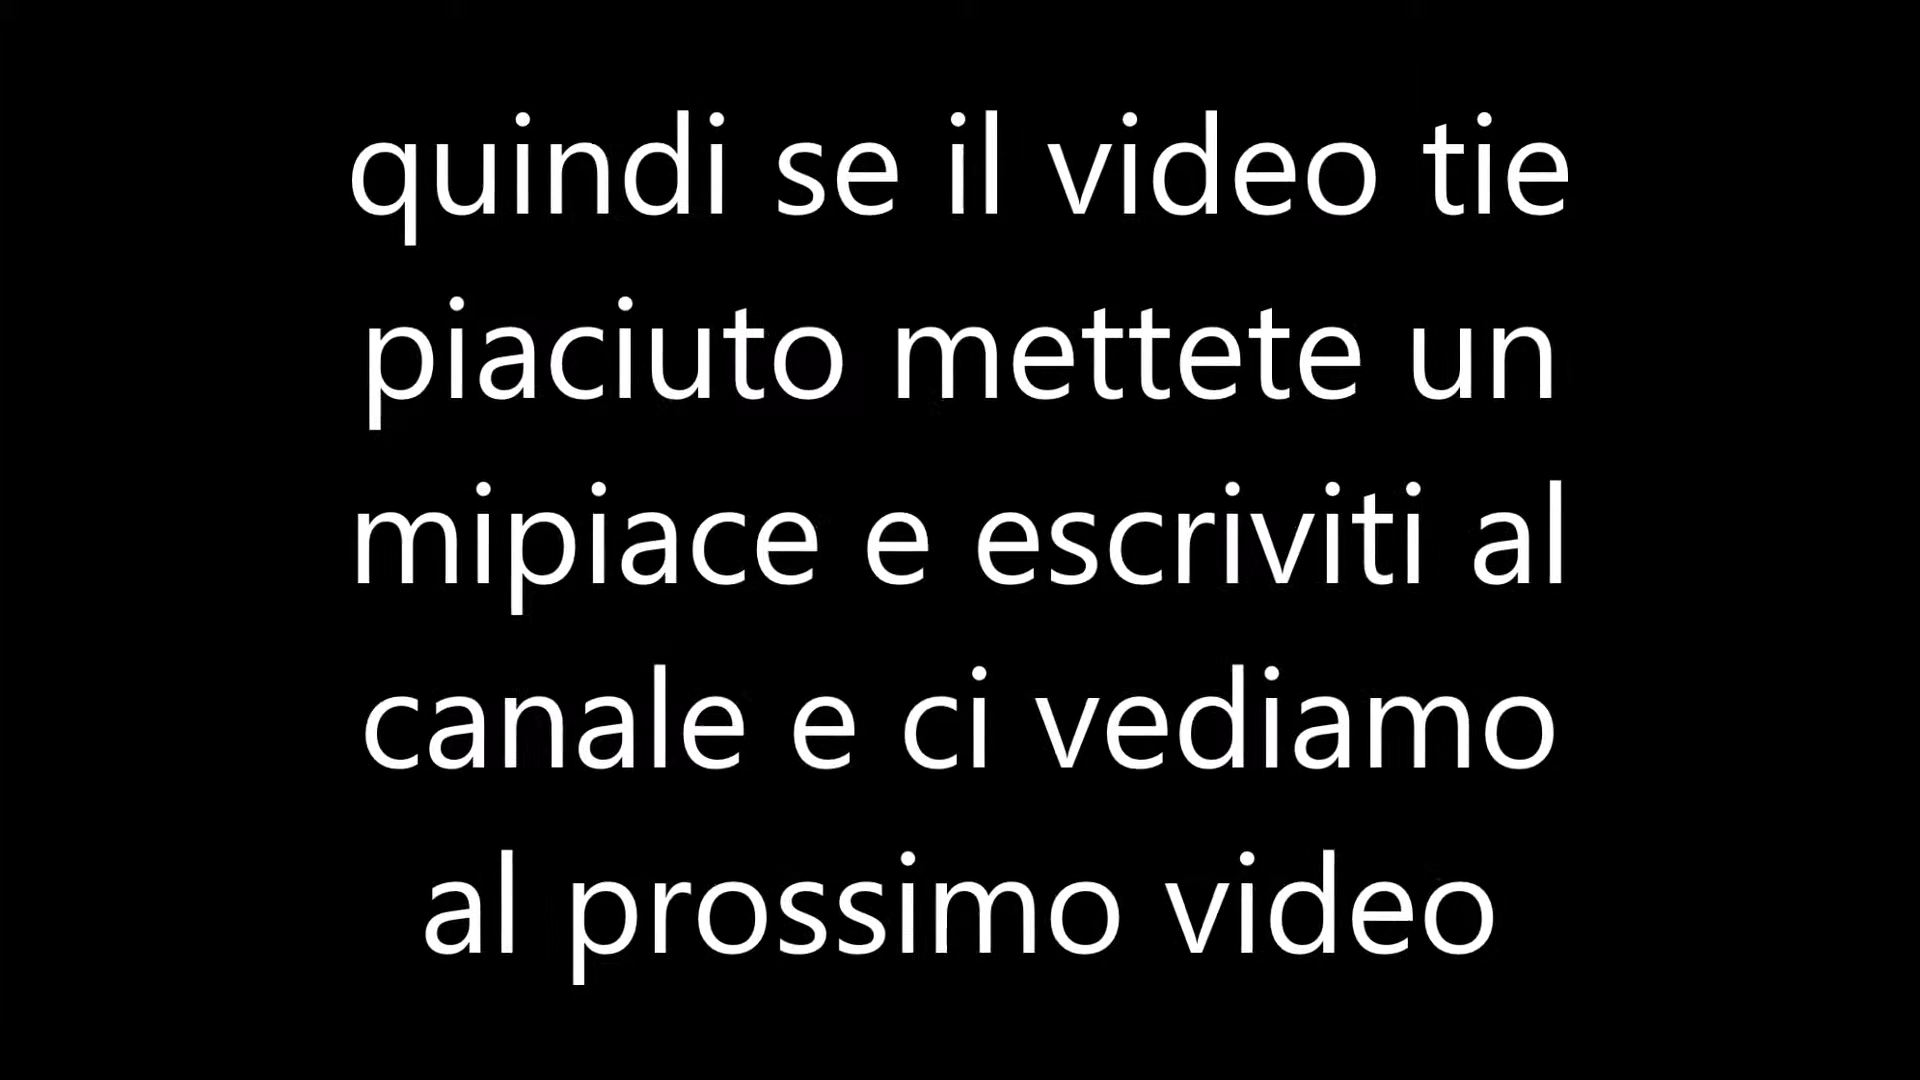 quindi se il video tie
piaciuto mettete un
mipiace e escriviti al
canale e ci vediamo
al prossimo video